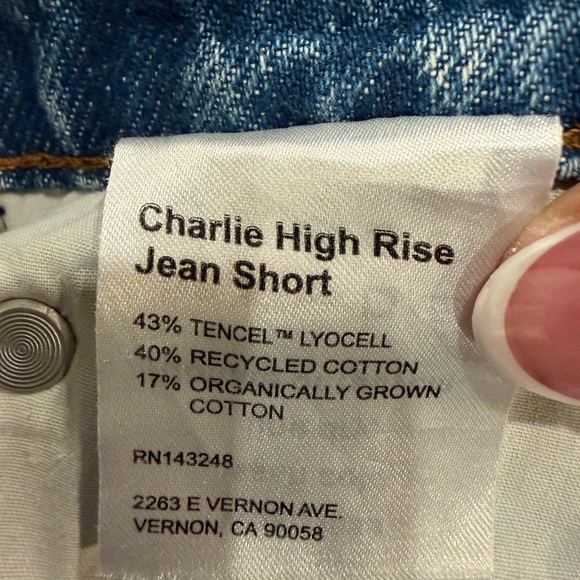 Charlie High Rise
Jean Short
43% TENCEL™ LYOCELL
40% RECYCLED COTTON
17% ORGANICALLY GROWN
COTTON
RN143248
2263 E VERNON AVE.
VERNON, CA 90058